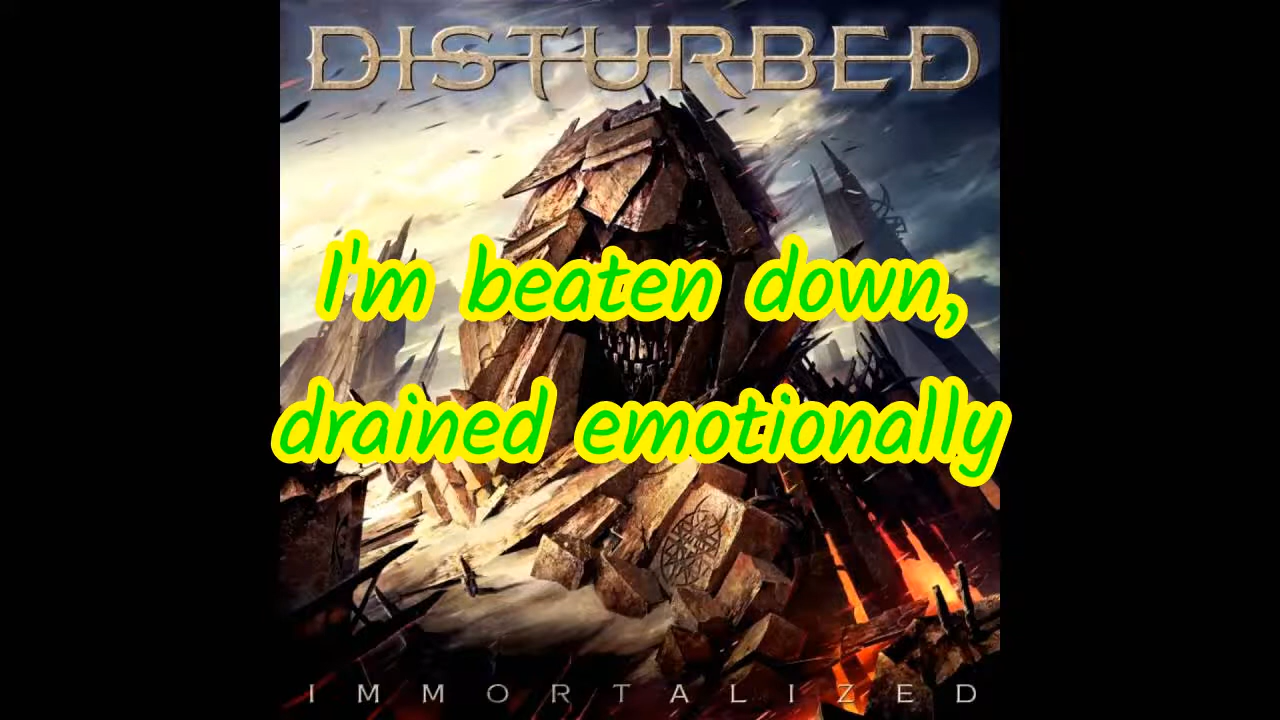 DISTURBED
I'm beaten down,
drained emotionally
IMMORTALIZED